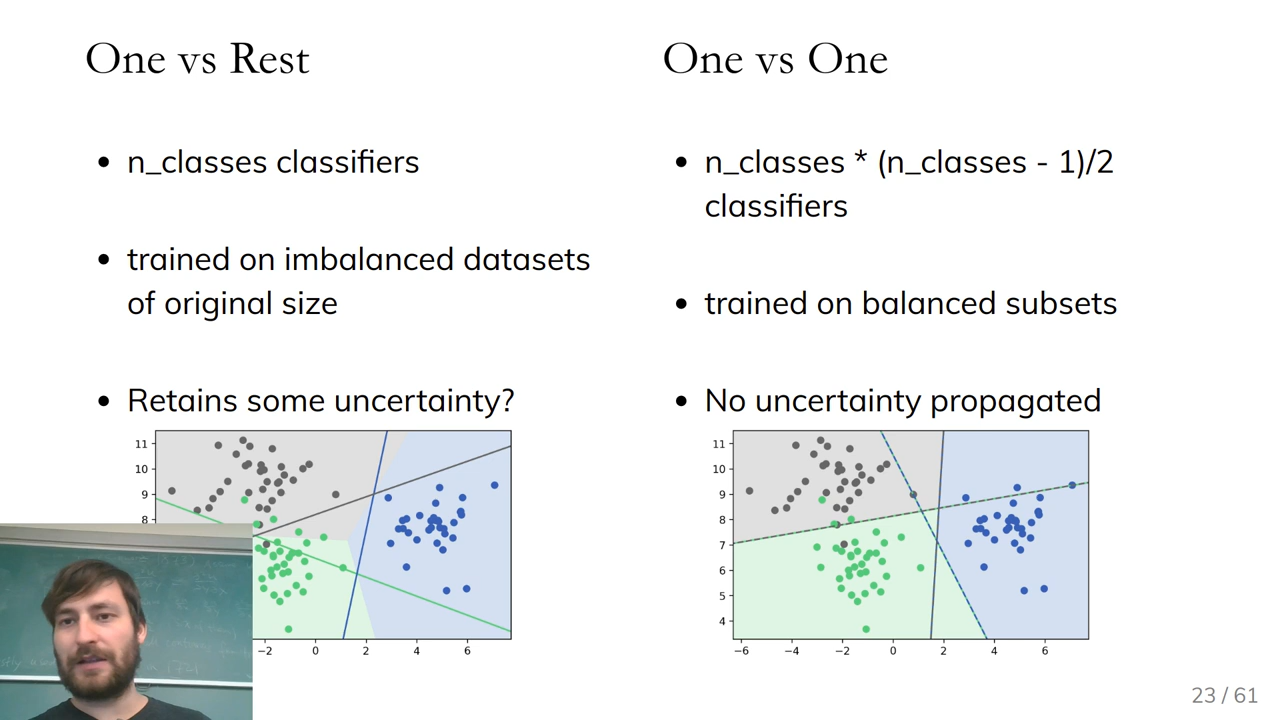 One vs Rest
n_classes classifiers
trained on imbalanced datasets
of original size
Retains some uncertainty?
11
10
9
8
−2
0
2
4
6
One vs One
n_classes * (n_classes - 1)/2
classifiers
trained on balanced subsets
No uncertainty propagated
11
10
9
8
7
6
5
4
−6
−4
−2
0
2
4
6
23 / 61